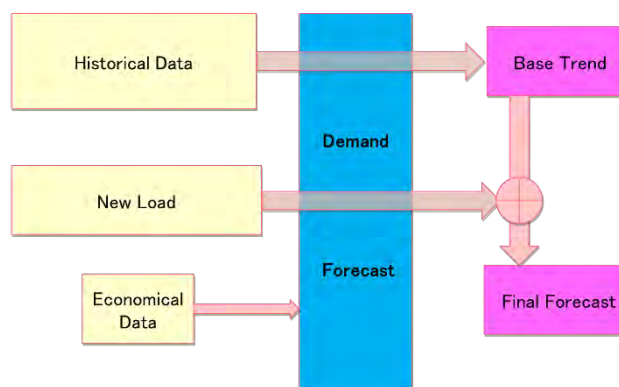 Historical Data
Base Trend
Demand
New Load
Forecast
Economical
Data
Final Forecast